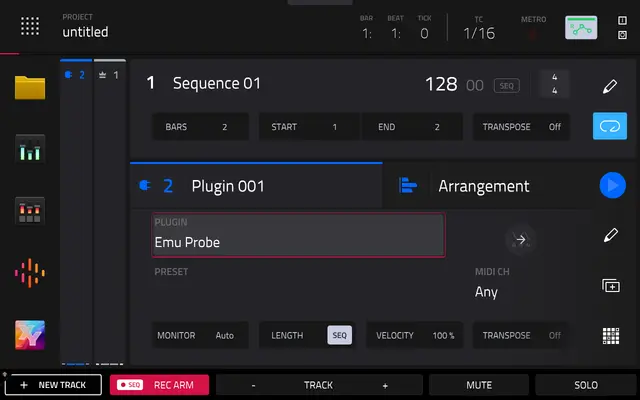 PROJECT
untitled
BAR BEAT TICK
1: 1: 0
TC
1/16
METRO
2 1
1 Sequence 01
128 00 SEQ
4
4
BARS 2
START 1
END 2
TRANSPOSE Off
2 Plugin 001
Arrangement
PLUGIN
Emu Probe
PRESET
MIDI CH
Any
MONITOR Auto
LENGTH SEQ
VELOCITY 100 %
TRANSPOSE Off
+ NEW TRACK
SEQ REC ARM
- TRACK +
MUTE
SOLO